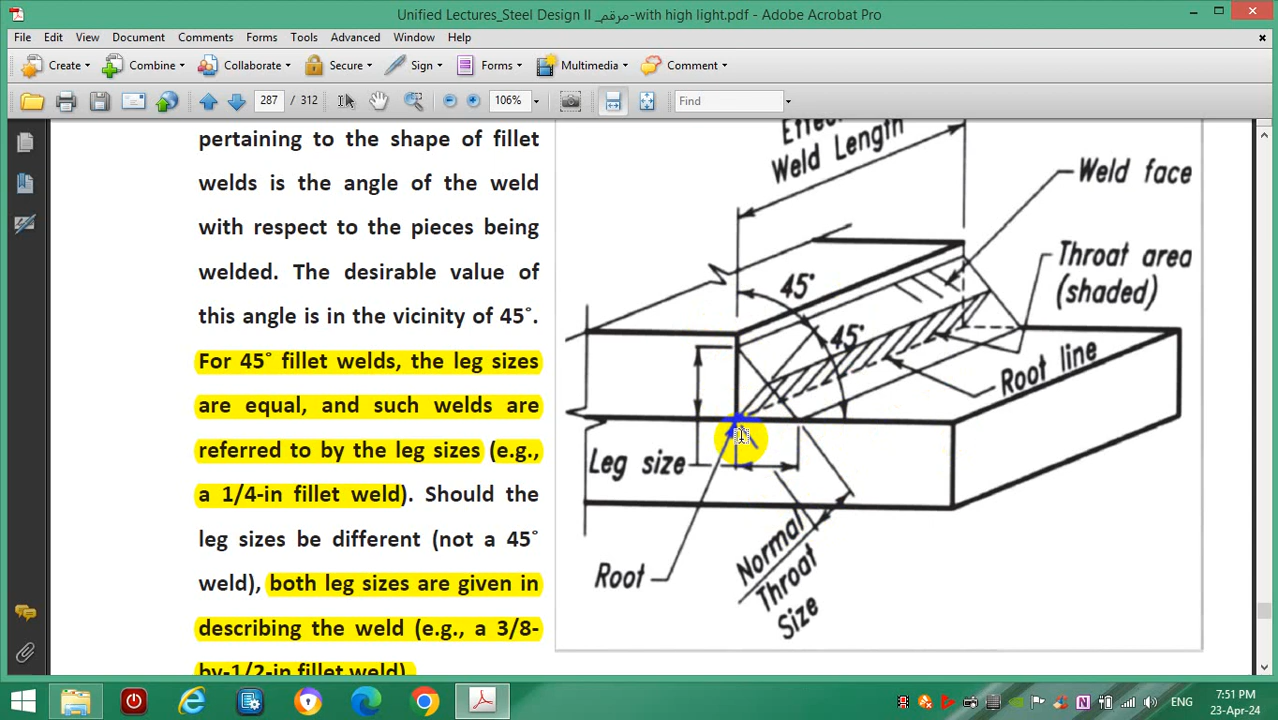 Unified Lectures_Steel Design II _مرقم-with high light.pdf - Adobe Acrobat Pro
File Edit View Document Comments Forms Tools Advanced Window Help
Create Combine Collaborate Secure Sign Forms Multimedia Comment
287 / 312 106% Find
pertaining to the shape of fillet
welds is the angle of the weld
with respect to the pieces being
welded. The desirable value of
this angle is in the vicinity of 45°.
For 45° fillet welds, the leg sizes
are equal, and such welds are
referred to by the leg sizes (e.g.,
a 1/4-in fillet weld). Should the
leg sizes be different (not a 45°
weld), both leg sizes are given in
describing the weld (e.g., a 3/8-
by-1/2-in fillet weld)
Weld Length
Weld face
Throat area
(shaded)
45°
45°
Root line
Leg size
Root
Normal
Throat
Size
ENG
7:51 PM
23-Apr-24